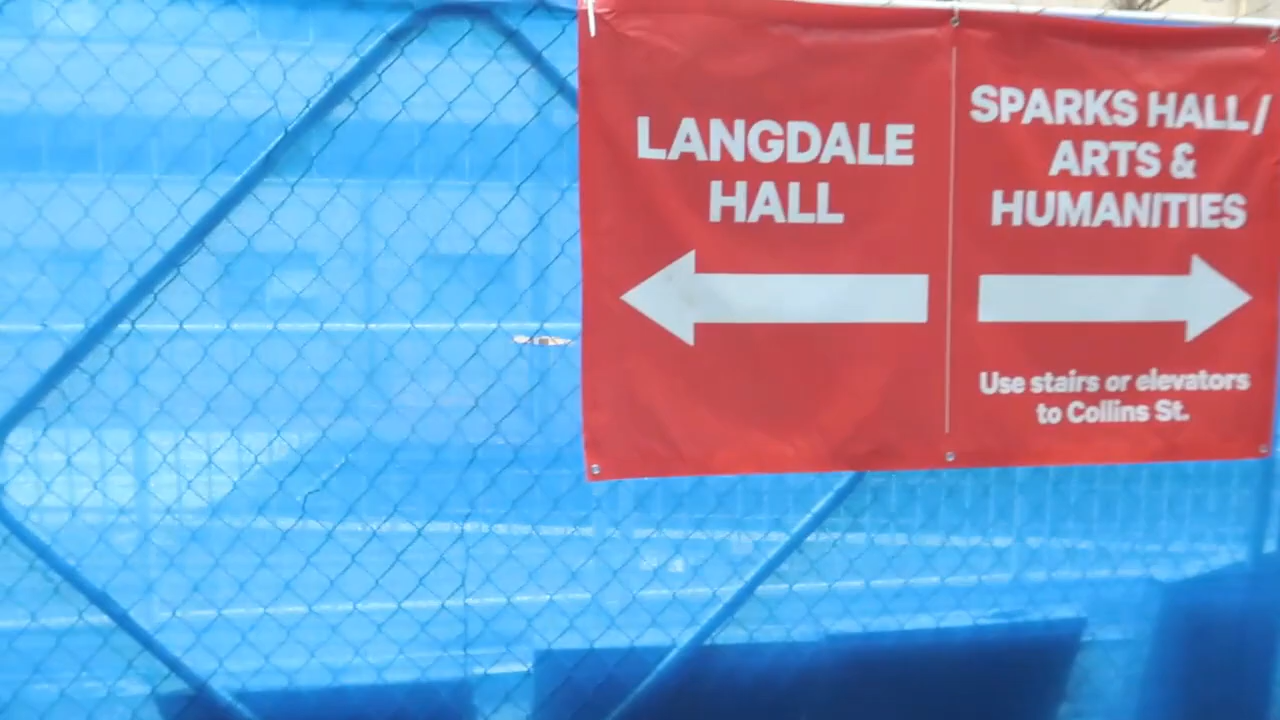 LANGDALE
HALL
SPARKS HALL/
ARTS &
HUMANITIES
Use stairs or elevators
to Collins St.